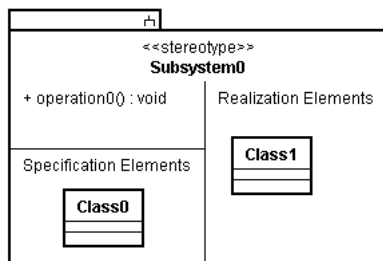 <<stereotype>>
Subsystem0
+ operation0() : void
Realization Elements
Specification Elements
Class0
Class1